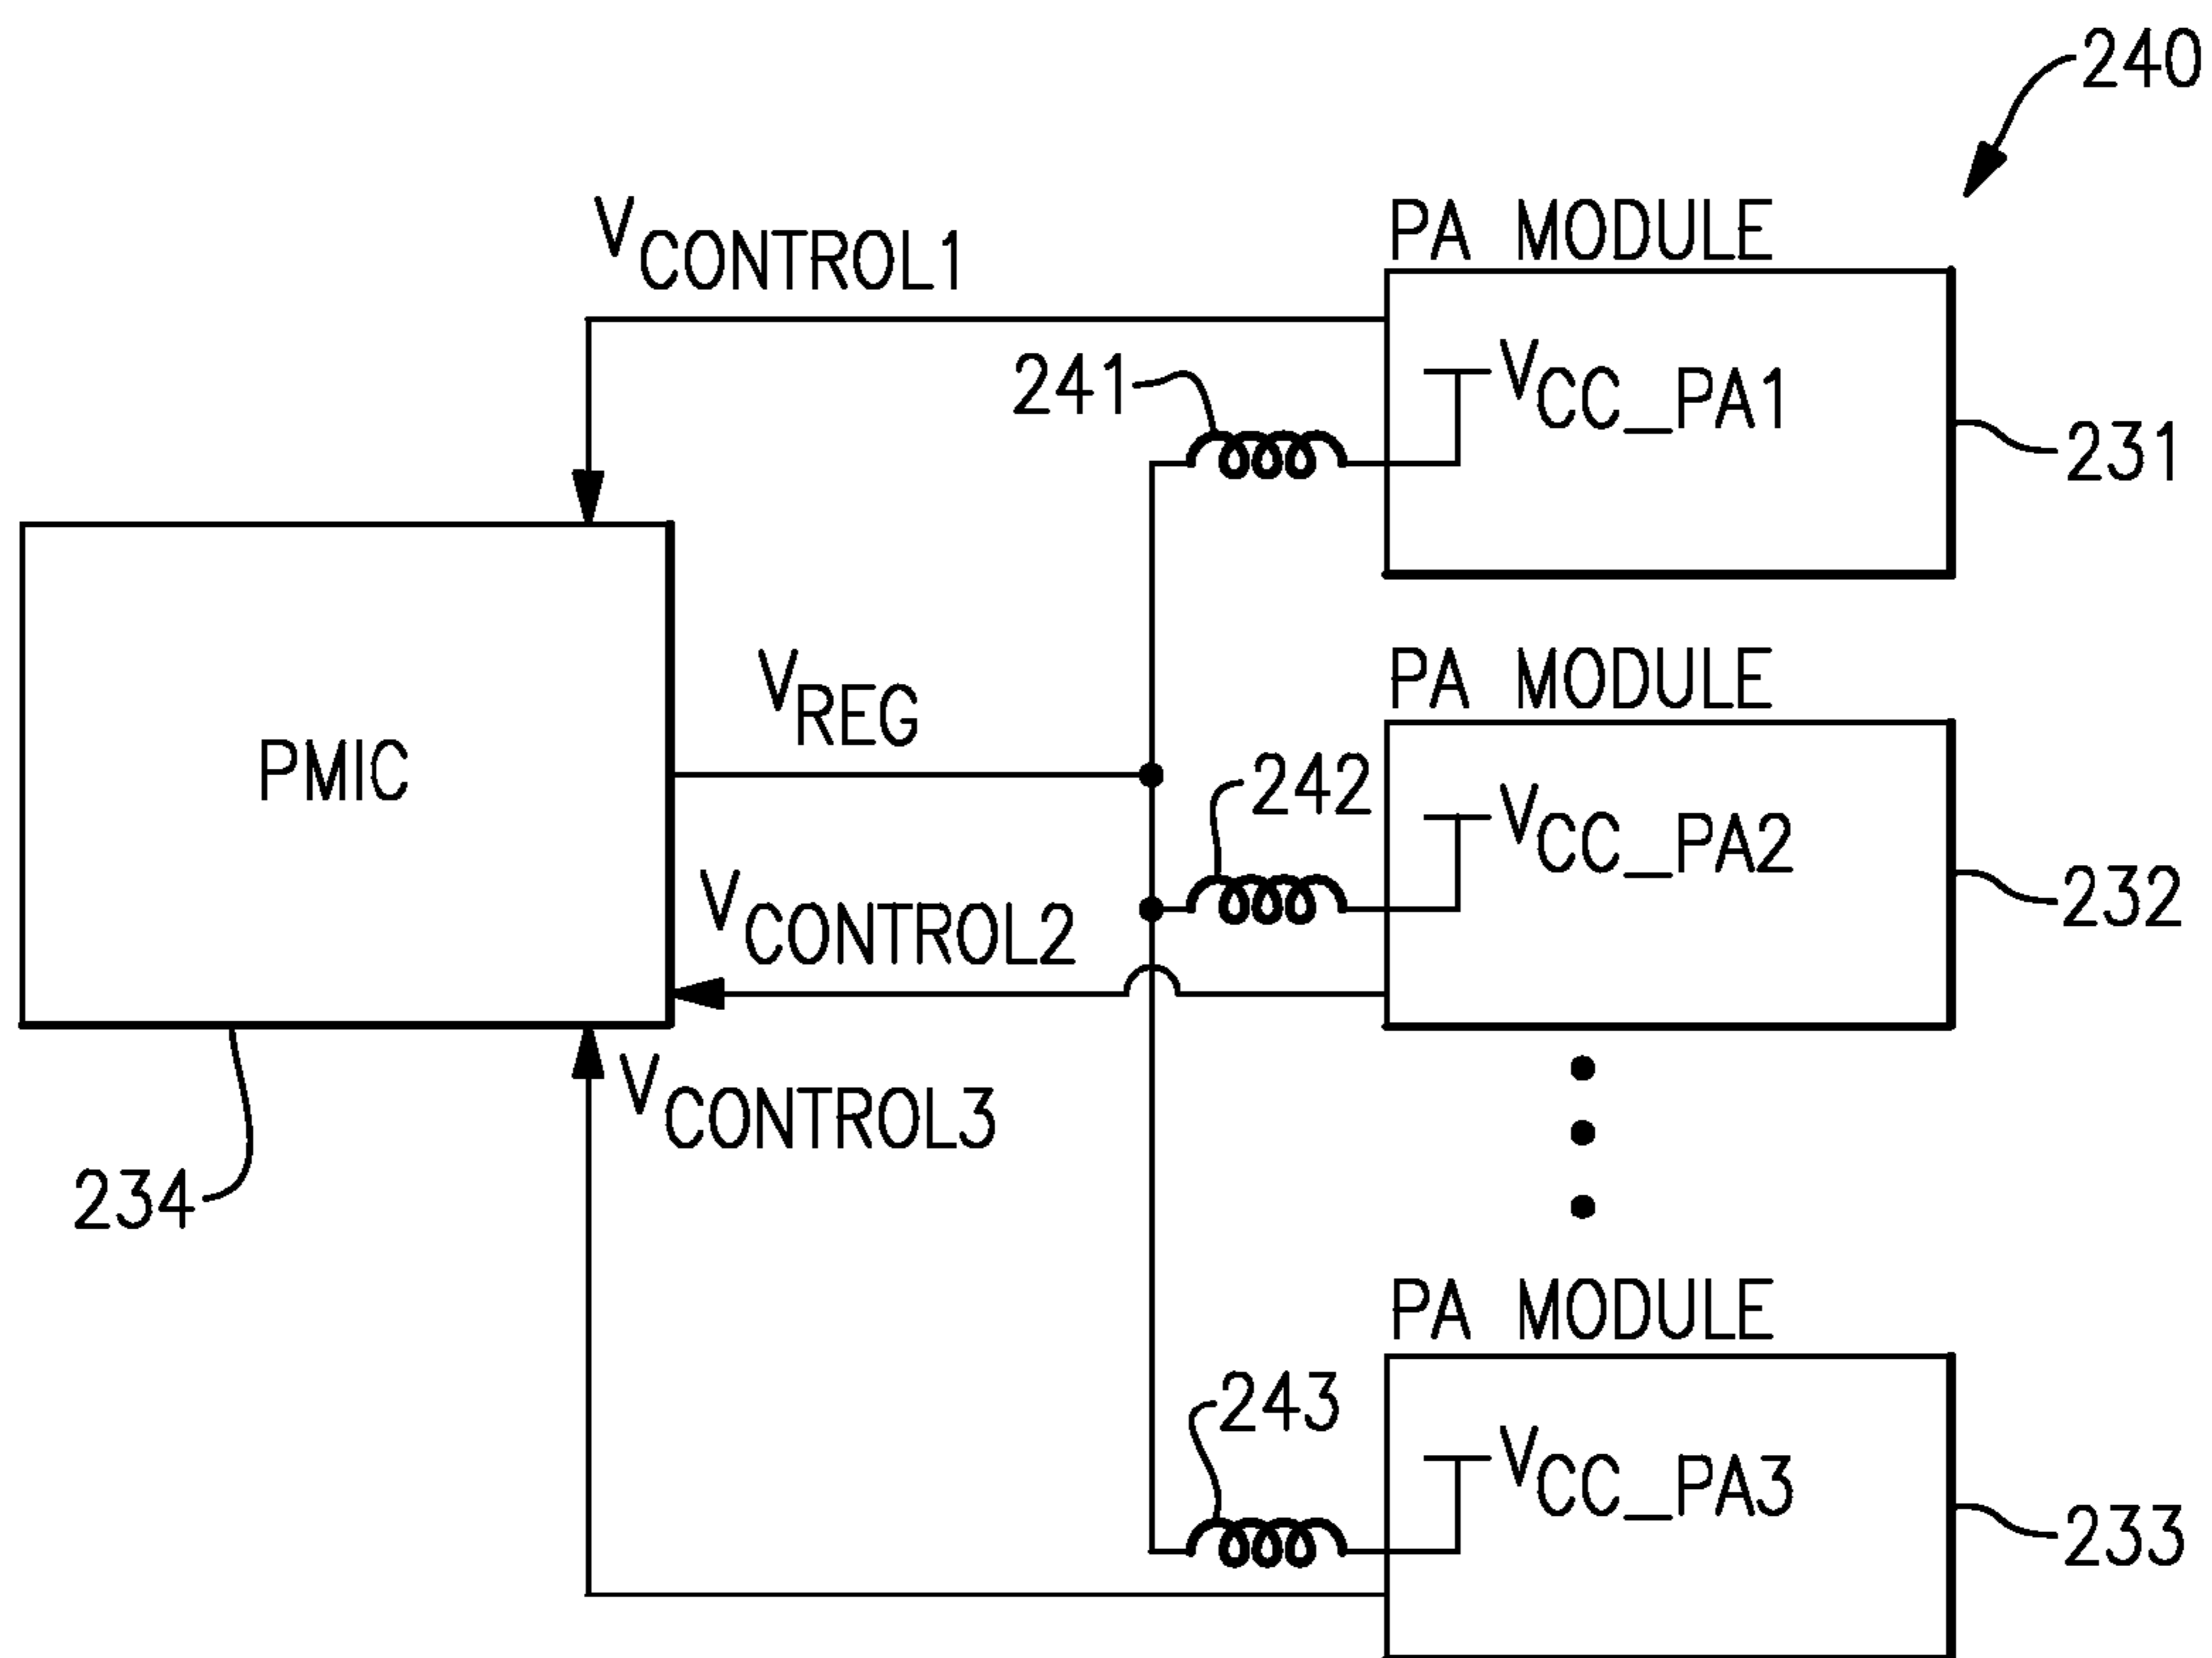 240
PA MODULE
VCONTROL1
241
VCC_PA1
231
PA MODULE
VREG
PMIC
242
VCC_PA2
232
VCONTROL2
VCONTROL3
234
PA MODULE
243
VCC_PA3
233